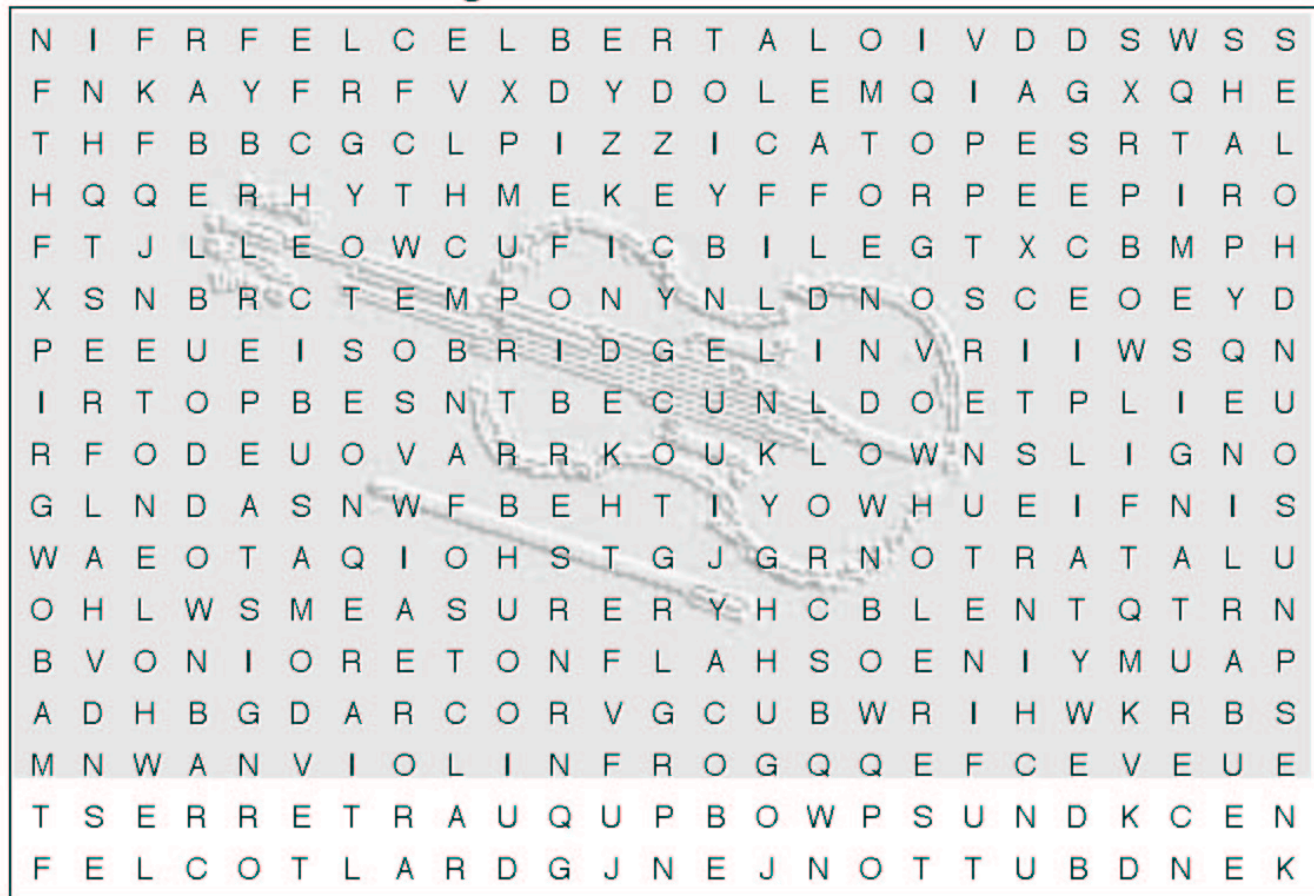 N I F R F E L C E L B E R T A L O I V D D S W S S
F N K A Y F R F V X D Y D O L E M Q I A G X Q H E
T H F B B C G C L P I Z Z I C A T O P E S R T A L
H Q Q E R H Y T H M E K E Y F F O R P E E P I R O
F T J L L E O W C U F I C B I L E G T X C B M P H
X S N B R C T E M P O N Y N L D N O S C E O E Y D
P E E U E I S O B R I D G E L I N V R I I W S Q N
I R T O P B E S N T B E C U N L D O E T P L I E U
R F O D E U O V A R R K O U K L O W N S L I G N O
G L N D A S N W F B E H T I Y O W H U E I F N I S
W A E O T A Q I O H S T G J G R N O T R A T A L U
O H L W S M E A S U R E R Y H C B L E N T Q T R N
B V O N I O R E T O N F L A H S O E N I Y M U A P
A D H B G D A R C O R V G C U B W R I H W K R B S
M N W A N V I O L I N F R O G Q Q E F C E V E U E
T S E R R E T R A U Q U P B O W P S U N D K C E N
F E L C O T L A R D G J N E J N O T T U B D N E K